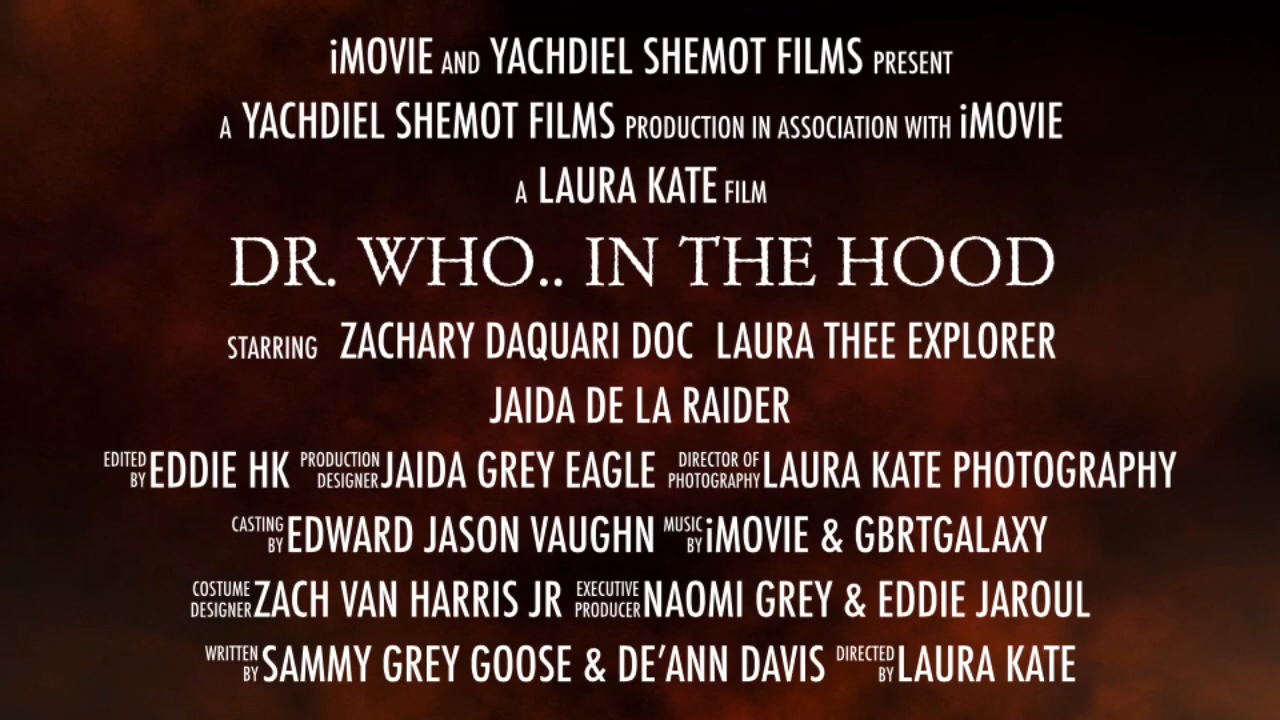 iMOVIE AND YACHDIEL SHEMOT FILMS PRESENT
A YACHDIEL SHEMOT FILMS PRODUCTION IN ASSOCIATION WITH iMOVIE
A LAURA KATE FILM
DR. WHO.. IN THE HOOD
STARRING ZACHARY DAQUARI DOC LAURA THEE EXPLORER
JAIDA DE LA RAIDER
EDITED BY EDDIE HK PRODUCTION DESIGNER JAIDA GREY EAGLE DIRECTOR OF PHOTOGRAPHY LAURA KATE PHOTOGRAPHY
CASTING BY EDWARD JASON VAUGHN MUSIC BY iMOVIE & GBRTGALAXY
COSTUME DESIGNER ZACH VAN HARRIS JR EXECUTIVE PRODUCER NAOMI GREY & EDDIE JAROUL
WRITTEN BY SAMMY GREY GOOSE & DE'ANN DAVIS DIRECTED BY LAURA KATE